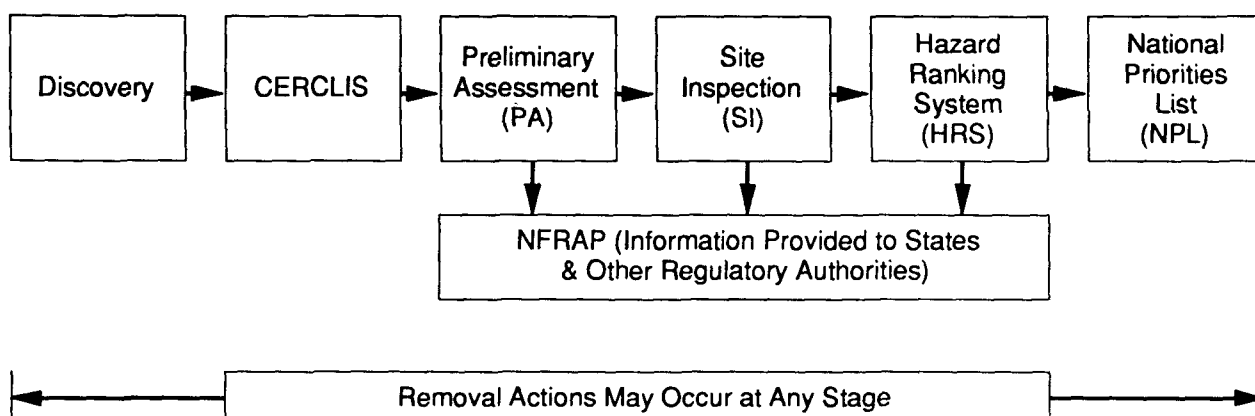 Discovery
CERCLIS
Preliminary
Assessment
(PA)
Site
Inspection
(SI)
Hazard
Ranking
System
(HRS)
National
Priorities
List
(NPL)
NFRAP (Information Provided to States
& Other Regulatory Authorities)
Removal Actions May Occur at Any Stage